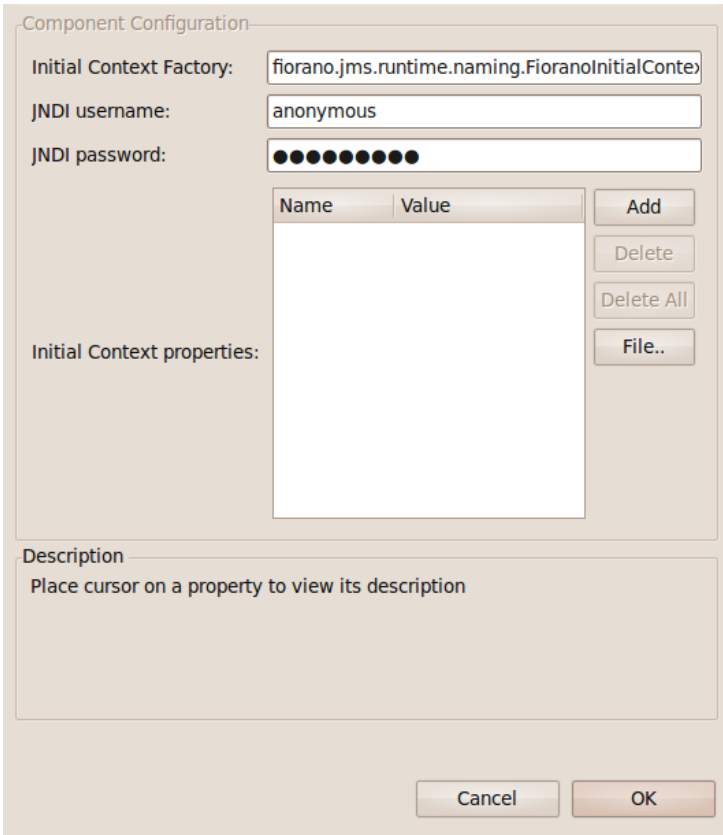 Component Configuration
Initial Context Factory: fiorano.jms.runtime.naming.FioranoInitialContex
JNDI username: anonymous
JNDI password: ●●●●●●●●●
Name Value Add
Delete
Delete All
Initial Context properties: File..
Description
Place cursor on a property to view its description
Cancel OK